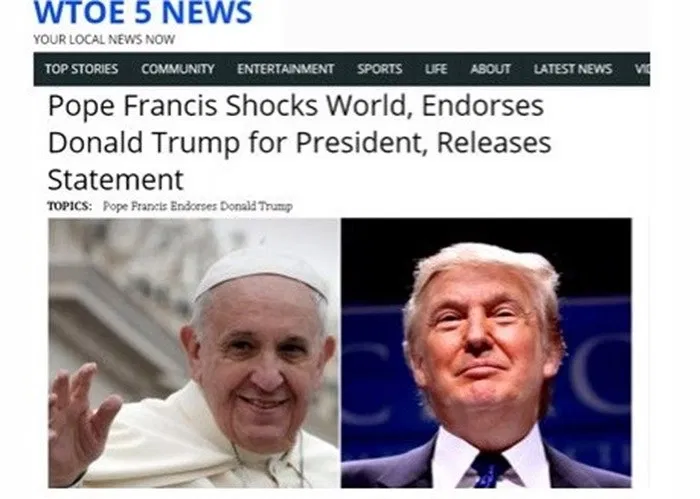 WTOE 5 NEWS
YOUR LOCAL NEWS NOW
TOP STORIES COMMUNITY ENTERTAINMENT SPORTS LIFE ABOUT LATEST NEWS
Pope Francis Shocks World, Endorses
Donald Trump for President, Releases
Statement
TOPICS: Pope Francis Endorses Donald Trump